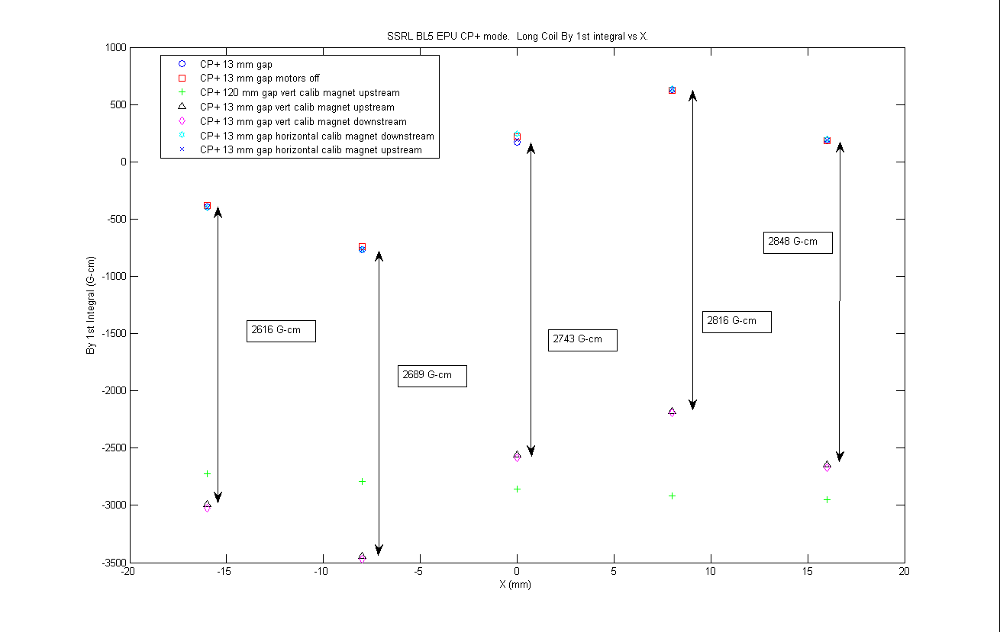 SSRL BL5 EPU CP+ mode.  Long Coil By 1st integral vs X.
1000
CP+ 13 mm gap
CP+ 13 mm gap motors off
CP+ 120 mm gap vert calib magnet upstream
CP+ 13 mm gap vert calib magnet upstream
CP+ 13 mm gap vert calib magnet downstream
CP+ 13 mm gap horizontal calib magnet downstream
CP+ 13 mm gap horizontal calib magnet upstream
500
0
-500
-1000
-1500
-2000
-2500
-3000
-3500
By 1st Integral (G-cm)
2616 G-cm
2689 G-cm
2743 G-cm
2816 G-cm
2848 G-cm
-20 -15 -10 -5 0 5 10 15 20
X (mm)